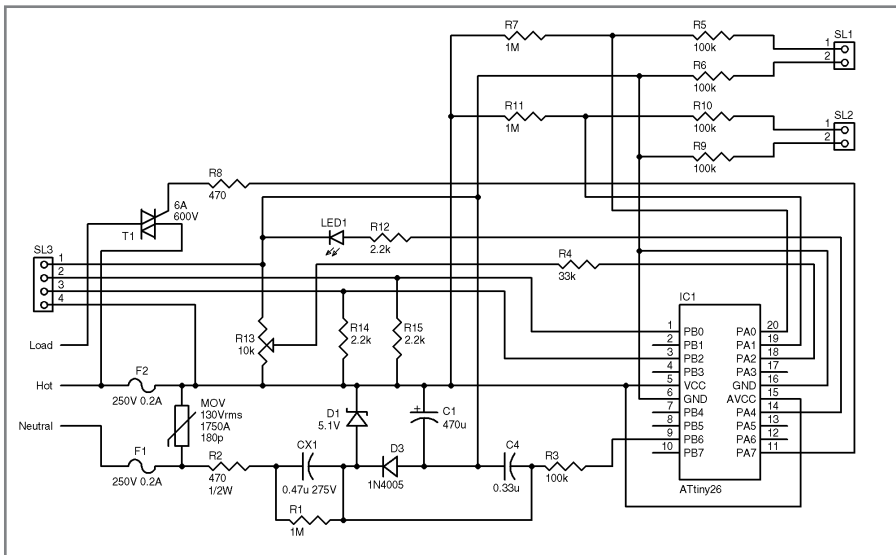 R7
1M
R5
100k
SL1
1
2
R6
100k
R11
1M
R10
100k
SL2
1
2
R9
100k
R8
470
6A
600V
T1
LED1
R12
2.2k
SL3
1
2
3
4
R4
33k
R13
10k
R14
2.2k
R15
2.2k
IC1
1 PB0 PA0 20
2 PB1 PA1 19
3 PB2 PA2 18
4 PB3 PA3 17
5 VCC GND 16
6 GND AVCC 15
7 PB4 PA4 14
8 PB5 PA5 13
9 PB6 PA6 12
10 PB7 PA7 11
ATtiny26
Load
Hot
F2
250V 0.2A
MOV
130Vrms
1750A
180p
Neutral
F1
250V 0.2A
R2
470
1/2W
CX1
0.47u 275V
R1
1M
D1
5.1V
+
C1
470u
D3
1N4005
C4
0.33u
R3
100k